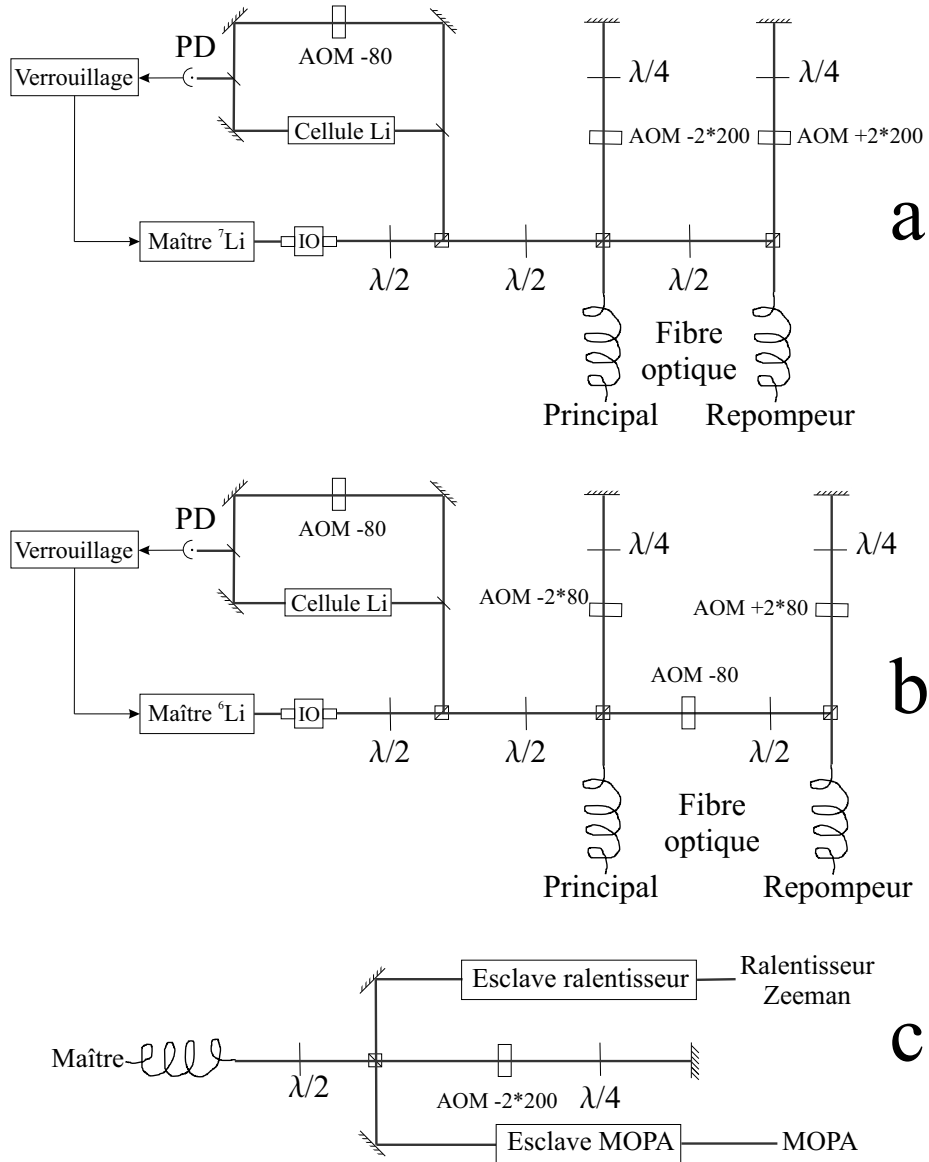 AOM -80
PD
Verrouillage
Cellule Li
λ/4
λ/4
AOM -2*200
AOM +2*200
a
Maître ⁷Li
IO
λ/2
λ/2
λ/2
Fibre
optique
Principal
Repompeur
AOM -80
PD
Verrouillage
Cellule Li
λ/4
λ/4
AOM -2*80
AOM +2*80
AOM -80
b
Maître ⁶Li
IO
λ/2
λ/2
λ/2
Fibre
optique
Principal
Repompeur
Esclave ralentisseur
Ralentisseur
Zeeman
c
Maître
λ/2
AOM -2*200
λ/4
Esclave MOPA
MOPA